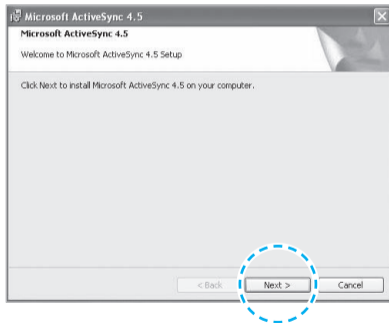 Microsoft ActiveSync 4.5
Microsoft ActiveSync 4.5
Welcome to Microsoft ActiveSync 4.5 Setup
Click Next to install Microsoft ActiveSync 4.5 on your computer.
< Back
Next >
Cancel